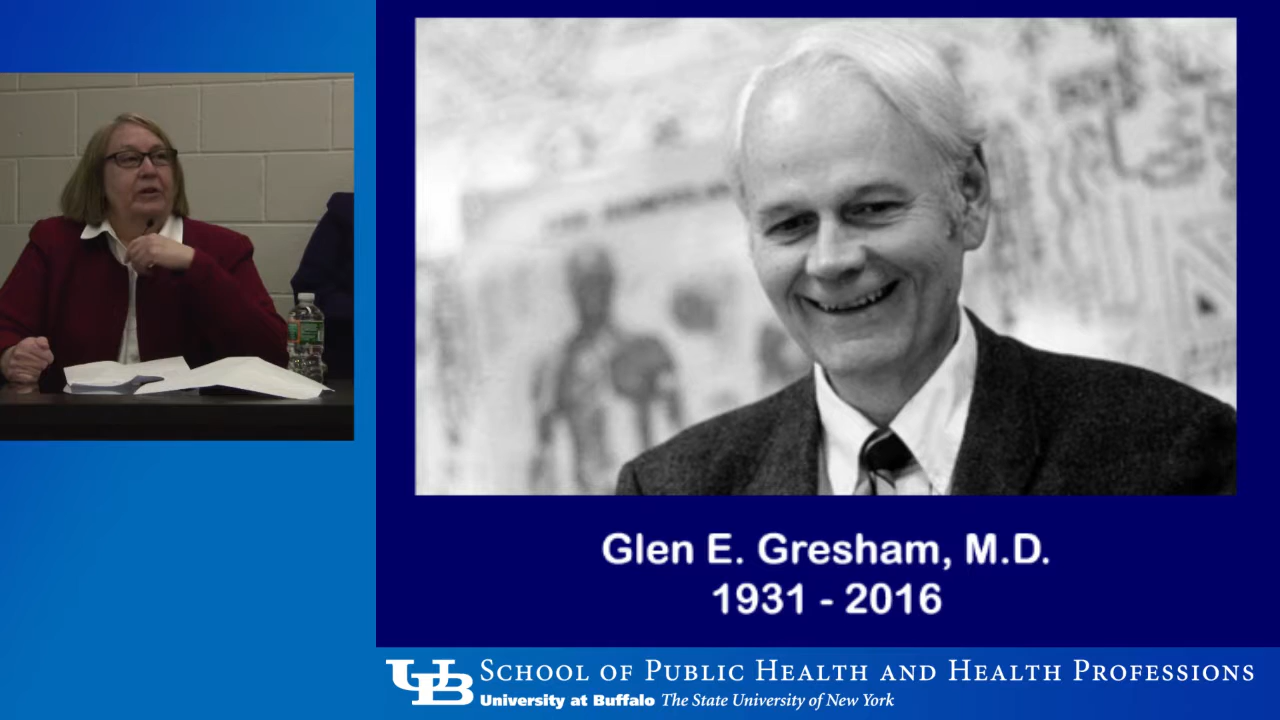 Glen E. Gresham, M.D.
1931 - 2016
UB School of Public Health and Health Professions
University at Buffalo The State University of New York